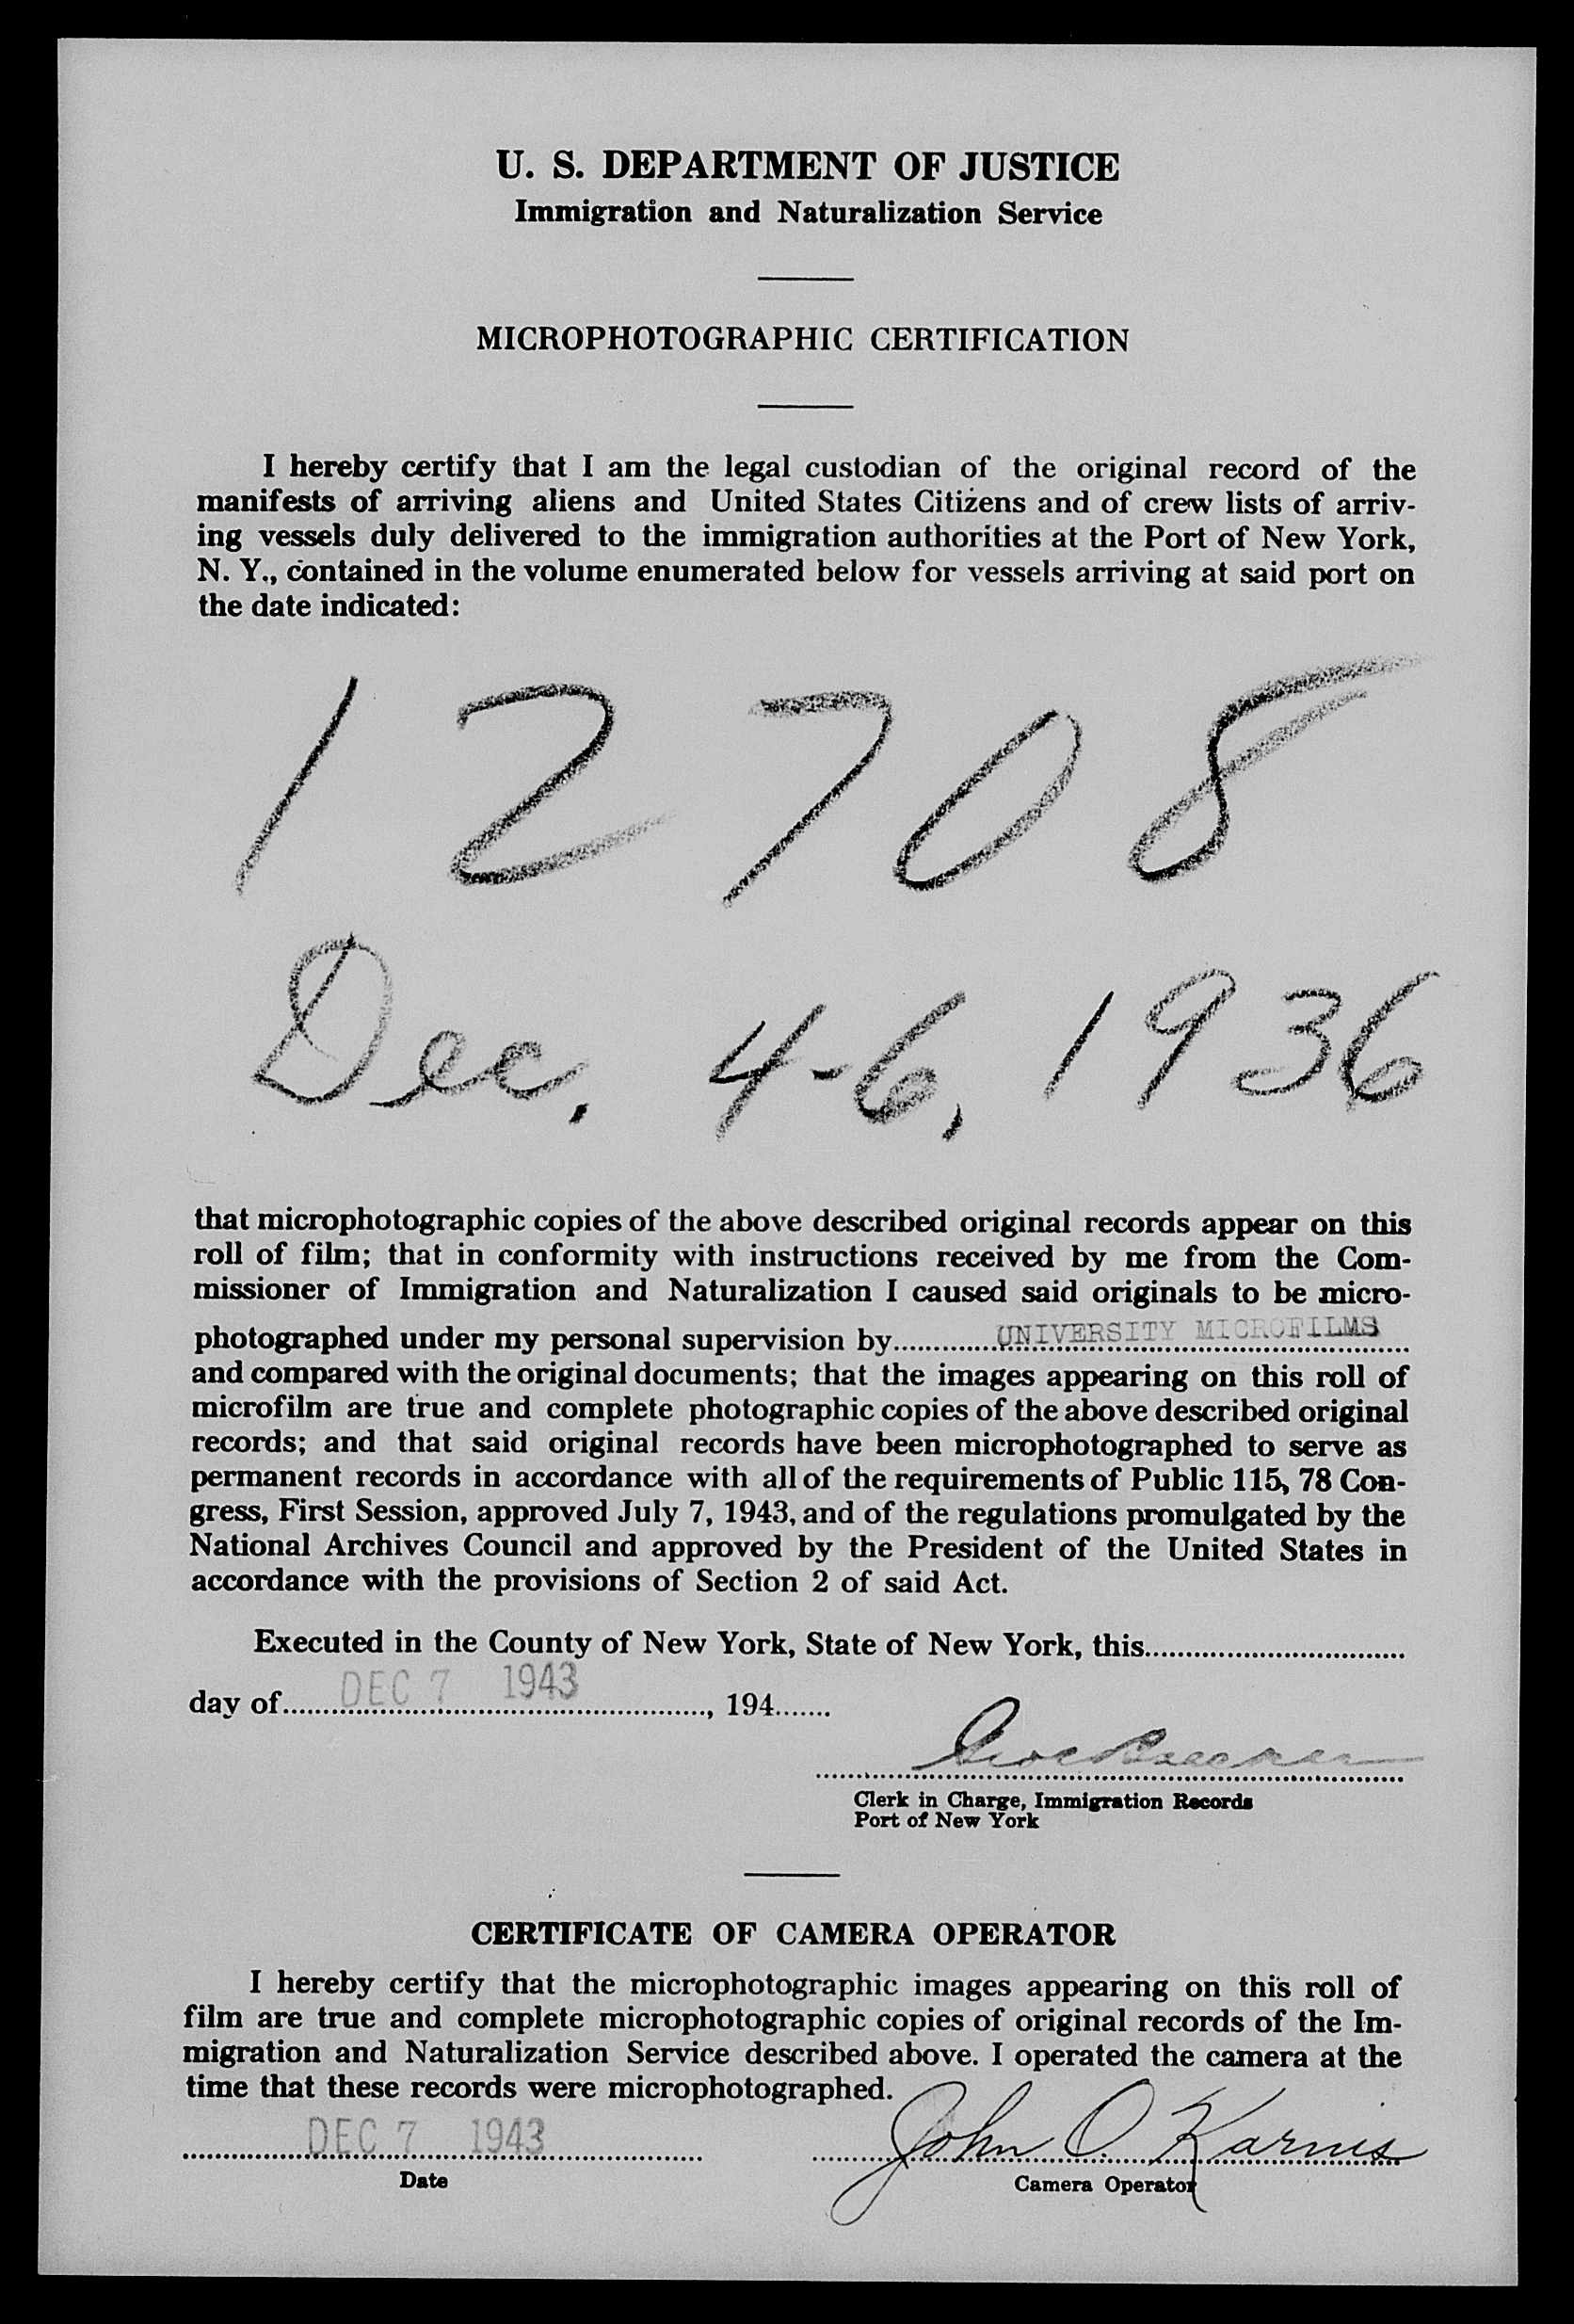 U. S. DEPARTMENT OF JUSTICE
Immigration and Naturalization Service
MICROPHOTOGRAPHIC CERTIFICATION
I hereby certify that I am the legal custodian of the original record of the
manifests of arriving aliens and United States Citizens and of crew lists of arriv-
ing vessels duly delivered to the immigration authorities at the Port of New York,
N. Y., contained in the volume enumerated below for vessels arriving at said port on
the date indicated:
12708
Dec. 4-6, 1936
that microphotographic copies of the above described original records appear on this
roll of film; that in conformity with instructions received by me from the Com-
missioner of Immigration and Naturalization I caused said originals to be micro-
photographed under my personal supervision by UNIVERSITY MICROFILMS
and compared with the original documents; that the images appearing on this roll of
microfilm are true and complete photographic copies of the above described original
records; and that said original records have been microphotographed to serve as
permanent records in accordance with all of the requirements of Public 115, 78 Con-
gress, First Session, approved July 7, 1943, and of the regulations promulgated by the
National Archives Council and approved by the President of the United States in
accordance with the provisions of Section 2 of said Act.
Executed in the County of New York, State of New York, this
day of DEC 7 1943, 194
Clerk in Charge, Immigration Records
Port of New York
CERTIFICATE OF CAMERA OPERATOR
I hereby certify that the microphotographic images appearing on this roll of
film are true and complete microphotographic copies of original records of the Im-
migration and Naturalization Service described above. I operated the camera at the
time that these records were microphotographed.
DEC 7 1943 John O. Karnis
Date Camera Operator